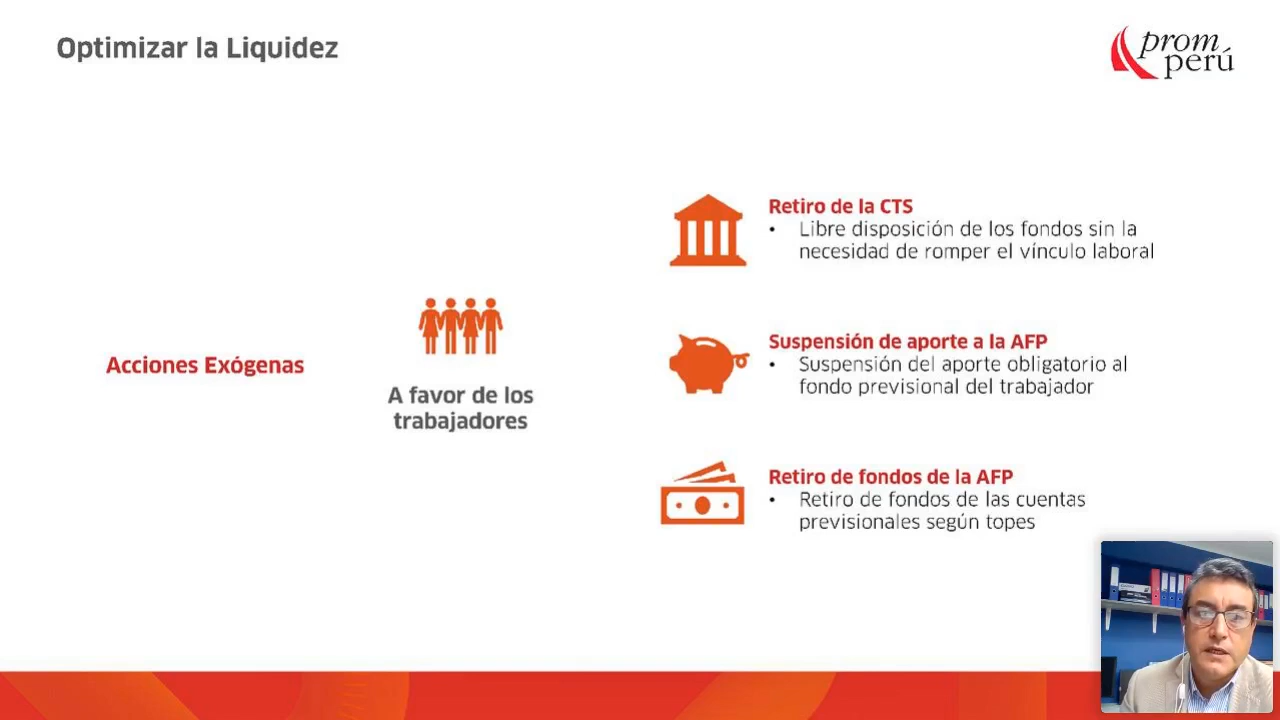 Optimizar la Liquidez
prom
perú
Retiro de la CTS
• Libre disposición de los fondos sin la
necesidad de romper el vínculo laboral
Acciones Exógenas
A favor de los
trabajadores
Suspensión de aporte a la AFP
• Suspensión del aporte obligatorio al
fondo previsional del trabajador
Retiro de fondos de la AFP
• Retiro de fondos de las cuentas
previsionales según topes